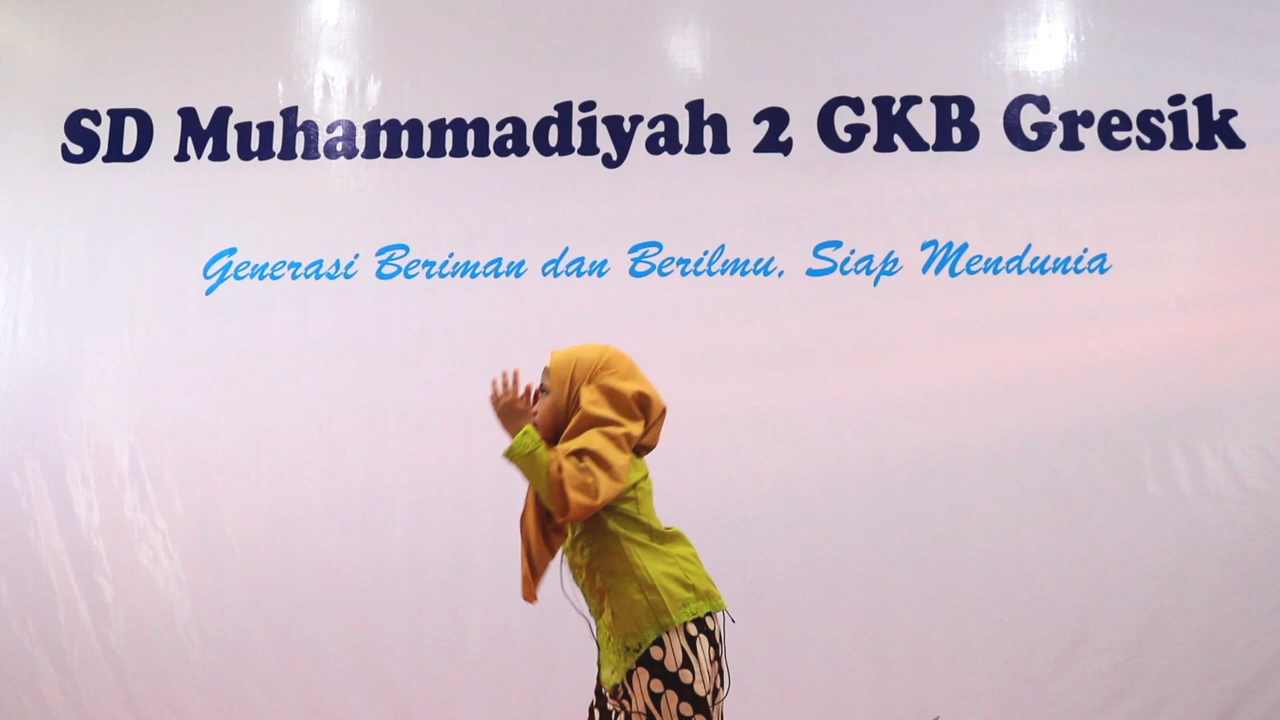 SD Muhammadiyah 2 GKB Gresik
Generasi Beriman dan Berilmu, Siap Mendunia